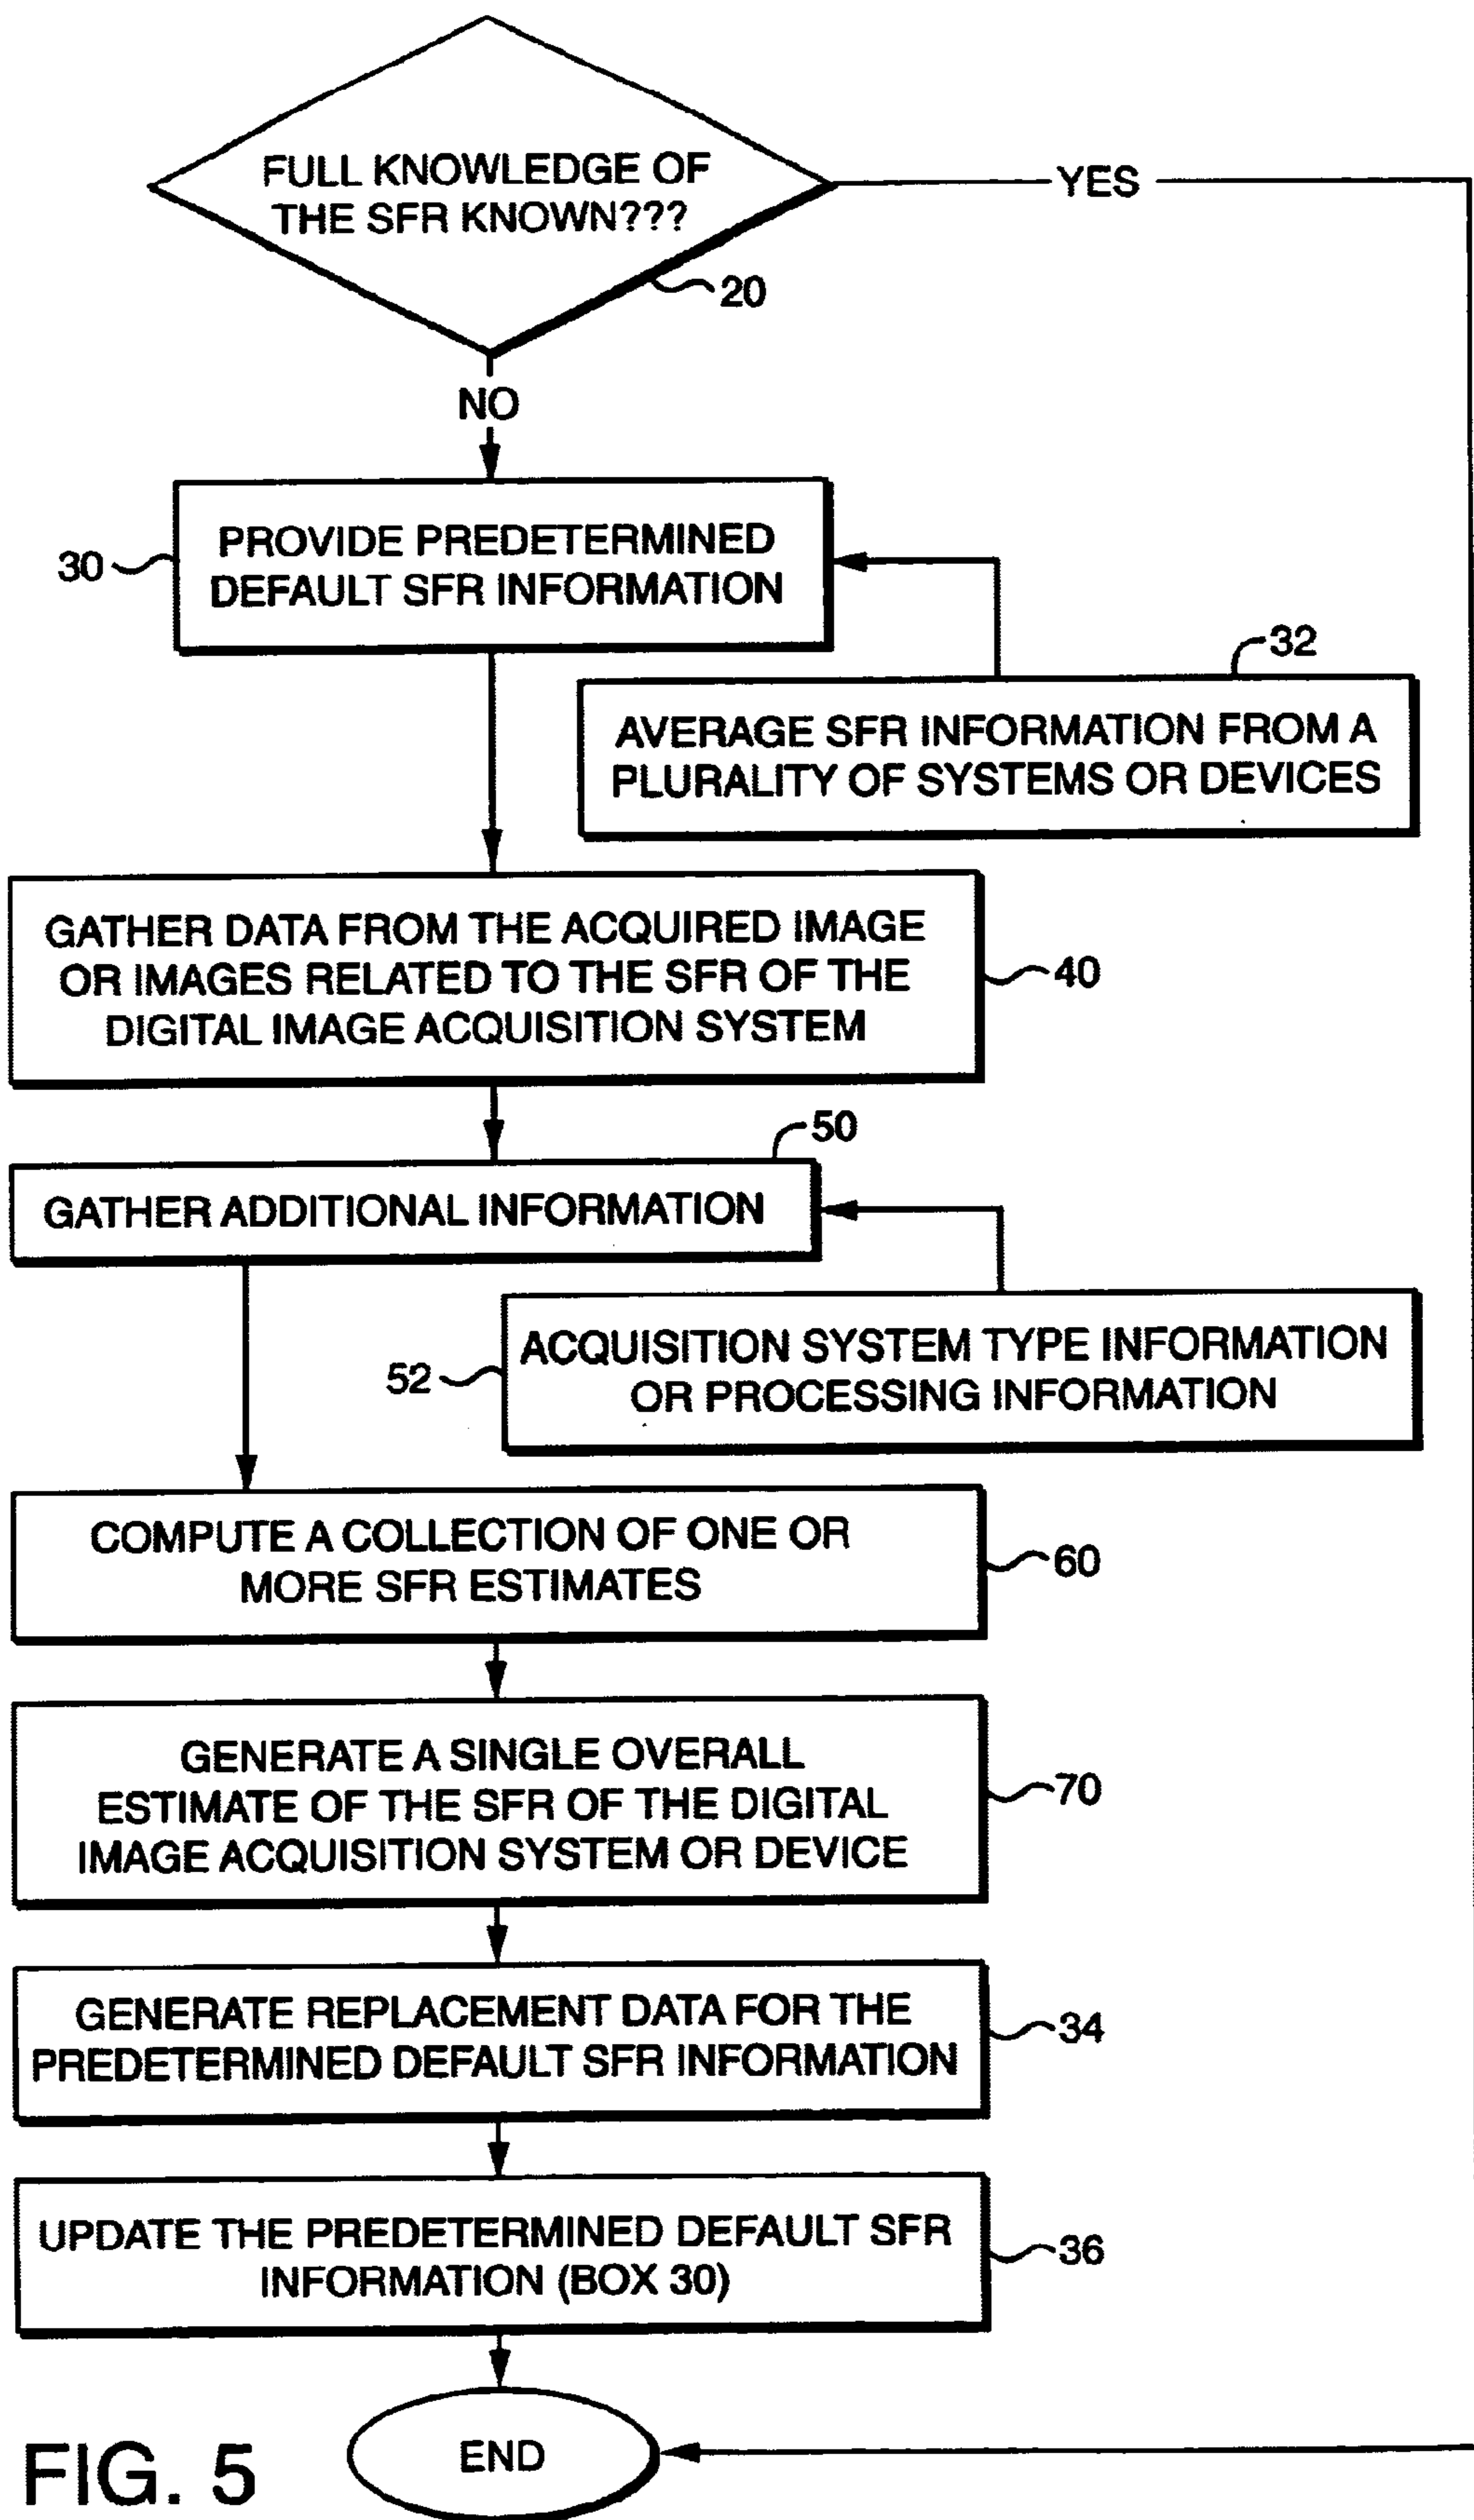 FULL KNOWLEDGE OF
THE SFR KNOWN???
YES
20
NO
PROVIDE PREDETERMINED
DEFAULT SFR INFORMATION
30
32
AVERAGE SFR INFORMATION FROM A
PLURALITY OF SYSTEMS OR DEVICES
GATHER DATA FROM THE ACQUIRED IMAGE
OR IMAGES RELATED TO THE SFR OF THE
DIGITAL IMAGE ACQUISITION SYSTEM
40
50
GATHER ADDITIONAL INFORMATION
ACQUISITION SYSTEM TYPE INFORMATION
OR PROCESSING INFORMATION
52
COMPUTE A COLLECTION OF ONE OR
MORE SFR ESTIMATES
60
GENERATE A SINGLE OVERALL
ESTIMATE OF THE SFR OF THE DIGITAL
IMAGE ACQUISITION SYSTEM OR DEVICE
70
GENERATE REPLACEMENT DATA FOR THE
PREDETERMINED DEFAULT SFR INFORMATION
34
UPDATE THE PREDETERMINED DEFAULT SFR
INFORMATION (BOX 30)
36
END
FIG. 5